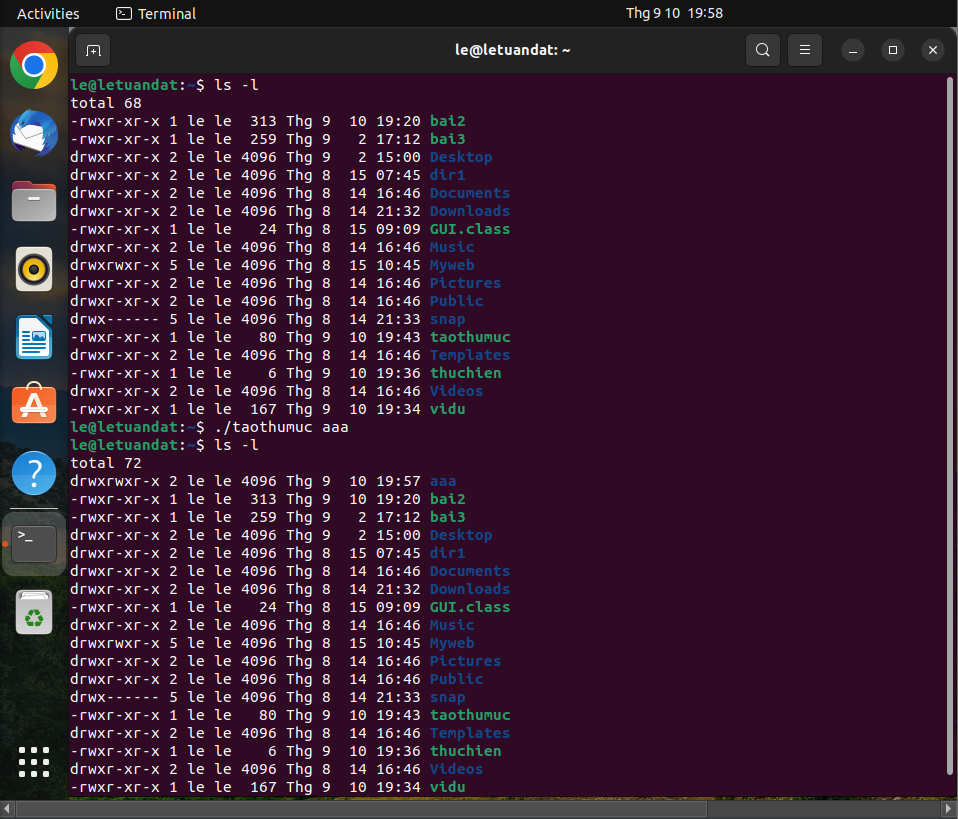 Activities Terminal Thg 9 10 19:58
le@letuandat: ~
le@letuandat:~$ ls -l
total 68
-rwxr-xr-x 1 le le  313 Thg 9  10 19:20 bai2
-rwxr-xr-x 1 le le  259 Thg 9   2 17:12 bai3
drwxr-xr-x 2 le le 4096 Thg 9   2 15:00 Desktop
drwxr-xr-x 2 le le 4096 Thg 8  15 07:45 dir1
drwxr-xr-x 2 le le 4096 Thg 8  14 16:46 Documents
drwxr-xr-x 2 le le 4096 Thg 8  14 21:32 Downloads
-rwxr-xr-x 1 le le   24 Thg 8  15 09:09 GUI.class
drwxr-xr-x 2 le le 4096 Thg 8  14 16:46 Music
drwxrwxr-x 5 le le 4096 Thg 8  15 10:45 Myweb
drwxr-xr-x 2 le le 4096 Thg 8  14 16:46 Pictures
drwxr-xr-x 2 le le 4096 Thg 8  14 16:46 Public
drwx------ 5 le le 4096 Thg 8  14 21:33 snap
-rwxr-xr-x 1 le le   80 Thg 9  10 19:43 taothumuc
drwxr-xr-x 2 le le 4096 Thg 8  14 16:46 Templates
-rwxr-xr-x 1 le le    6 Thg 9  10 19:36 thuchien
drwxr-xr-x 2 le le 4096 Thg 8  14 16:46 Videos
-rwxr-xr-x 1 le le  167 Thg 9  10 19:34 vidu
le@letuandat:~$ ./taothumuc aaa
le@letuandat:~$ ls -l
total 72
drwxrwxr-x 2 le le 4096 Thg 9  10 19:57 aaa
-rwxr-xr-x 1 le le  313 Thg 9  10 19:20 bai2
-rwxr-xr-x 1 le le  259 Thg 9   2 17:12 bai3
drwxr-xr-x 2 le le 4096 Thg 9   2 15:00 Desktop
drwxr-xr-x 2 le le 4096 Thg 8  15 07:45 dir1
drwxr-xr-x 2 le le 4096 Thg 8  14 16:46 Documents
drwxr-xr-x 2 le le 4096 Thg 8  14 21:32 Downloads
-rwxr-xr-x 1 le le   24 Thg 8  15 09:09 GUI.class
drwxr-xr-x 2 le le 4096 Thg 8  14 16:46 Music
drwxrwxr-x 5 le le 4096 Thg 8  15 10:45 Myweb
drwxr-xr-x 2 le le 4096 Thg 8  14 16:46 Pictures
drwxr-xr-x 2 le le 4096 Thg 8  14 16:46 Public
drwx------ 5 le le 4096 Thg 8  14 21:33 snap
-rwxr-xr-x 1 le le   80 Thg 9  10 19:43 taothumuc
drwxr-xr-x 2 le le 4096 Thg 8  14 16:46 Templates
-rwxr-xr-x 1 le le    6 Thg 9  10 19:36 thuchien
drwxr-xr-x 2 le le 4096 Thg 8  14 16:46 Videos
-rwxr-xr-x 1 le le  167 Thg 9  10 19:34 vidu